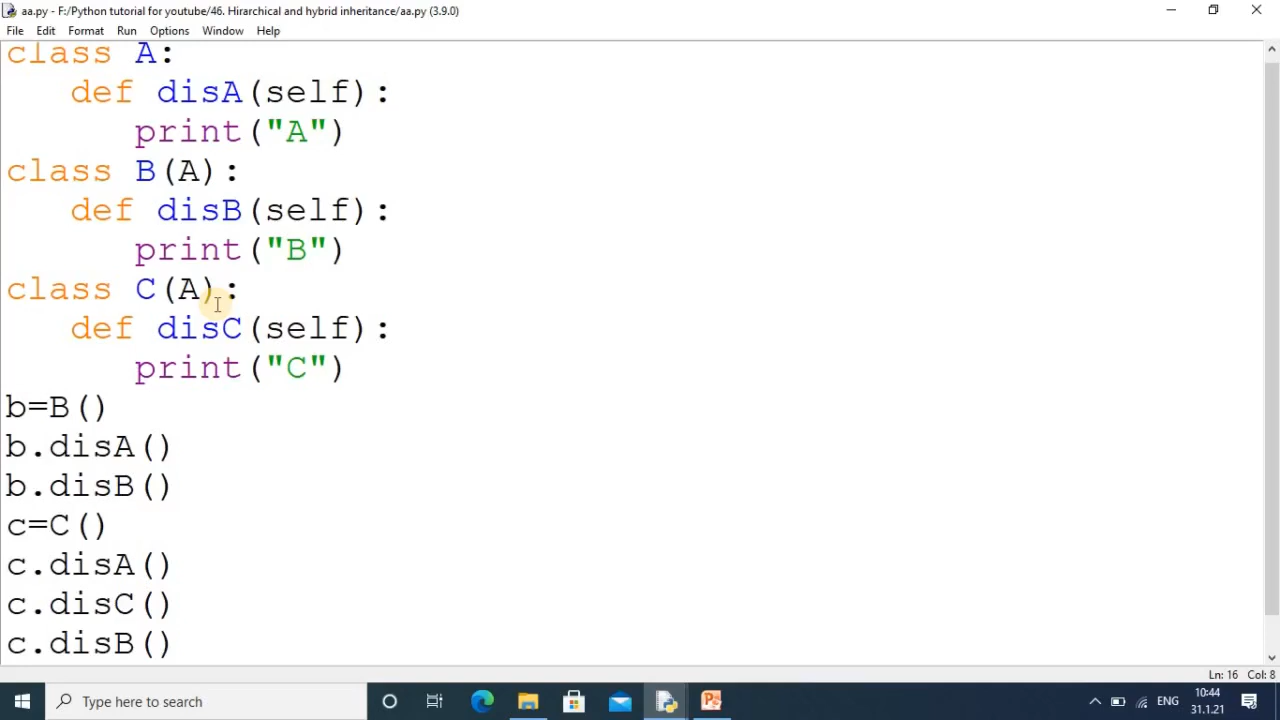 aa.py - F:/Python tutorial for youtube/46. Hirarchical and hybrid inheritance/aa.py (3.9.0)
File Edit Format Run Options Window Help
class A:
    def disA(self):
        print("A")
class B(A):
    def disB(self):
        print("B")
class C(A):
    def disC(self):
        print("C")
b=B()
b.disA()
b.disB()
c=C()
c.disA()
c.disC()
c.disB()
Ln: 16 Col: 8
Type here to search
ENG
10:44
31.1.21